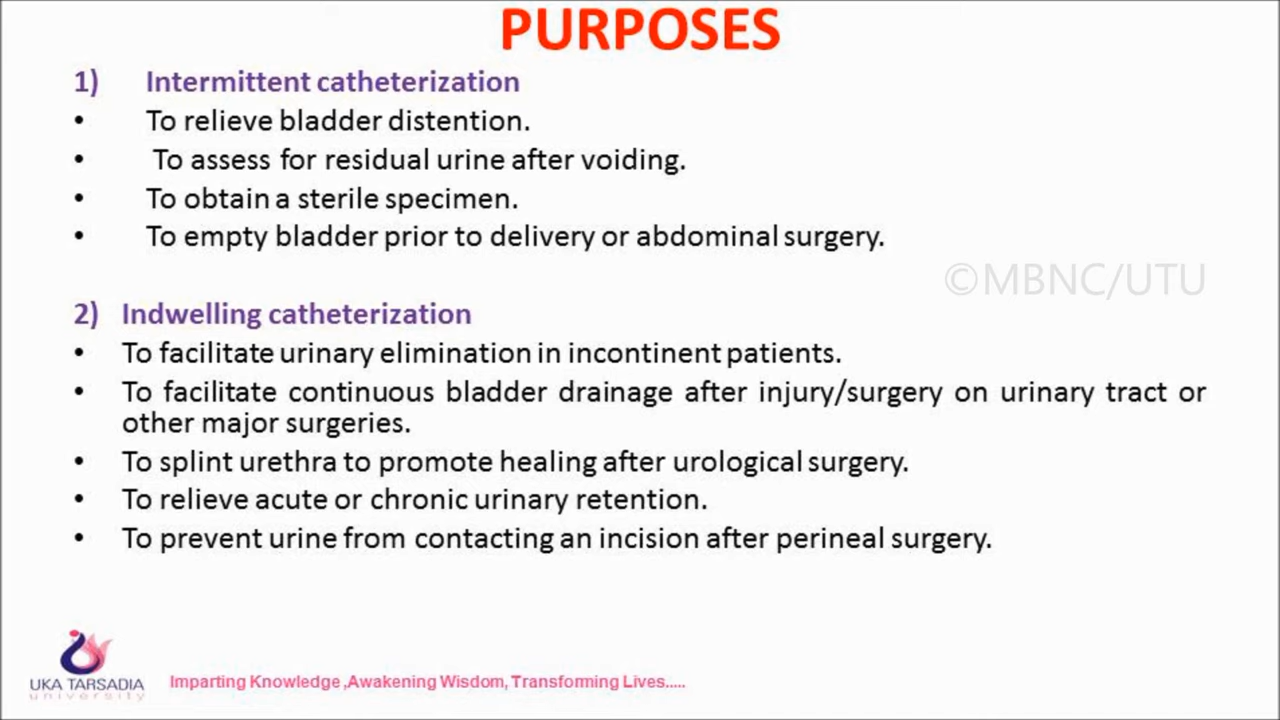 PURPOSES
1) Intermittent catheterization
• To relieve bladder distention.
• To assess for residual urine after voiding.
• To obtain a sterile specimen.
• To empty bladder prior to delivery or abdominal surgery.
©MBNC/UTU
2) Indwelling catheterization
• To facilitate urinary elimination in incontinent patients.
• To facilitate continuous bladder drainage after injury/surgery on urinary tract or
other major surgeries.
• To splint urethra to promote healing after urological surgery.
• To relieve acute or chronic urinary retention.
• To prevent urine from contacting an incision after perineal surgery.
UKA TARSADIA
university
Imparting Knowledge ,Awakening Wisdom, Transforming Lives.....